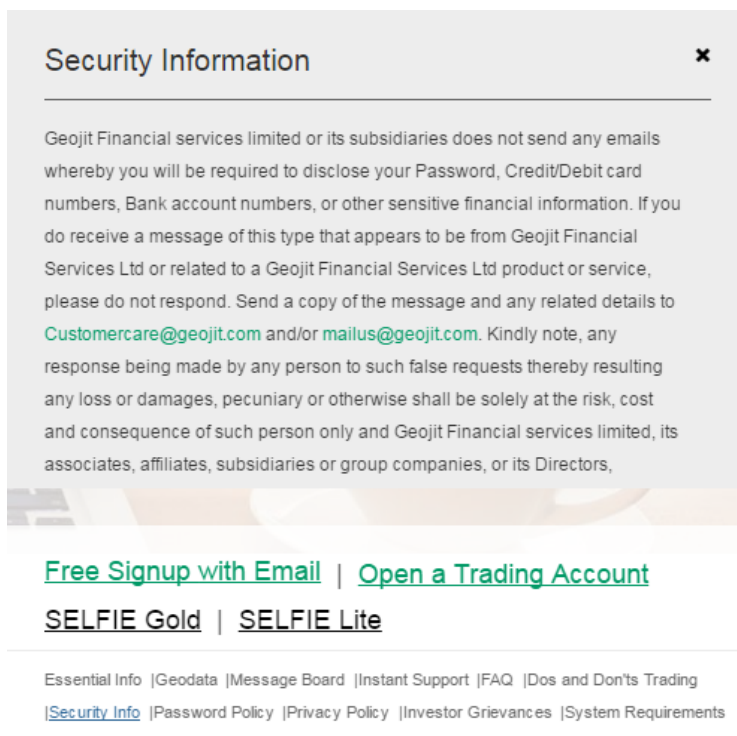 Security Information
Geojit Financial services limited or its subsidiaries does not send any emails
whereby you will be required to disclose your Password, Credit/Debit card
numbers, Bank account numbers, or other sensitive financial information. If you
do receive a message of this type that appears to be from Geojit Financial
Services Ltd or related to a Geojit Financial Services Ltd product or service,
please do not respond. Send a copy of the message and any related details to
Customercare@geojit.com and/or mailus@geojit.com. Kindly note, any
response being made by any person to such false requests thereby resulting
any loss or damages, pecuniary or otherwise shall be solely at the risk, cost
and consequence of such person only and Geojit Financial services limited, its
associates, affiliates, subsidiaries or group companies, or its Directors,
Free Signup with Email | Open a Trading Account
SELFIE Gold | SELFIE Lite
Essential Info |Geodata |Message Board |Instant Support |FAQ |Dos and Don'ts Trading
|Security Info |Password Policy |Privacy Policy |Investor Grievances |System Requirements